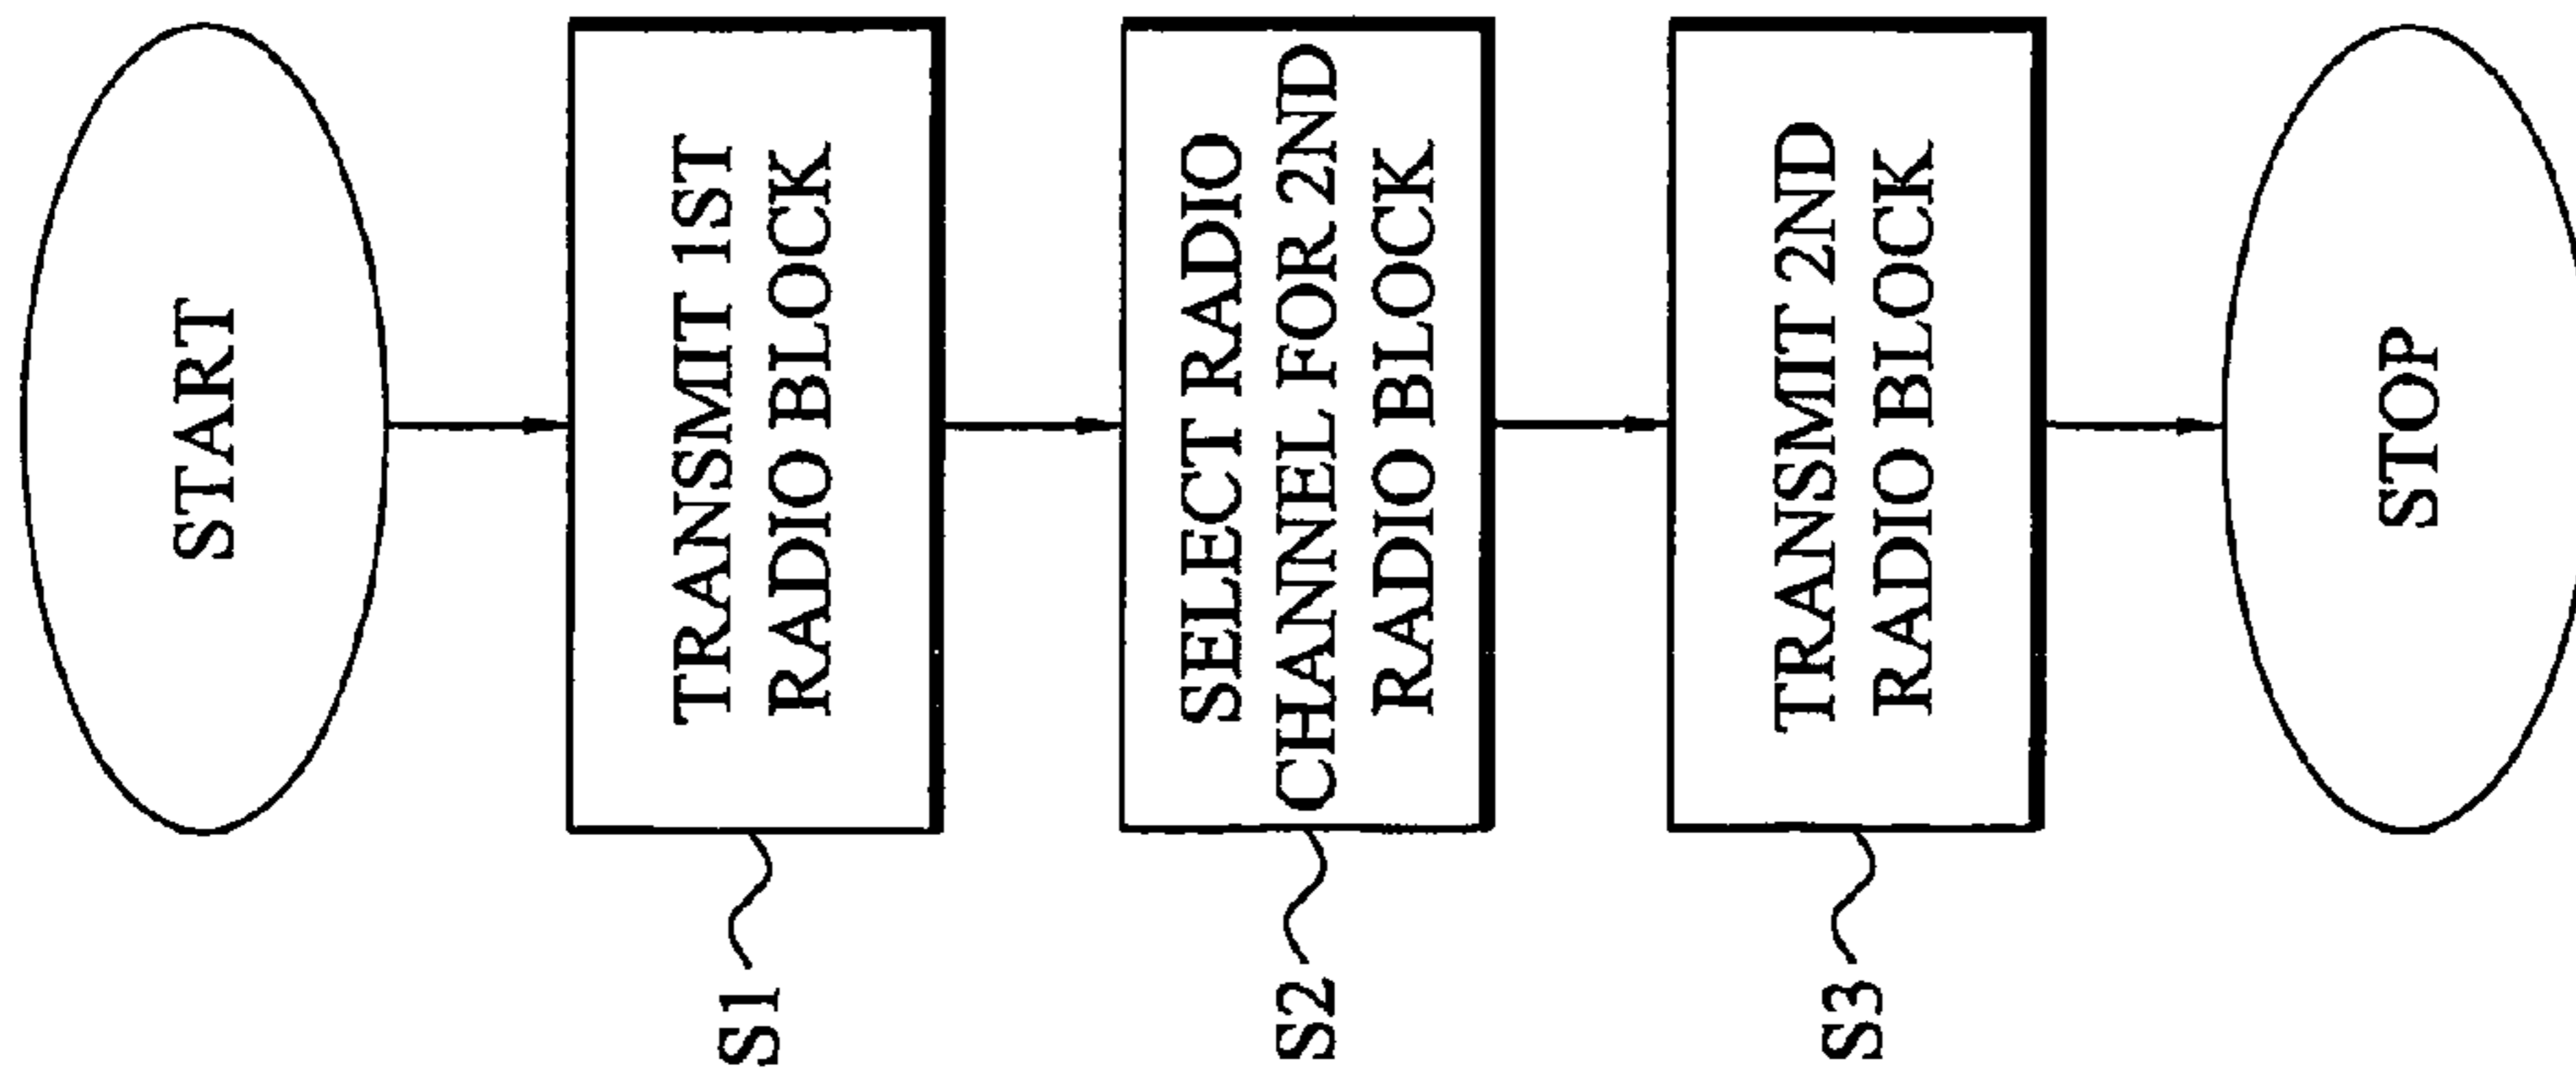 START
TRANSMIT 1ST
RADIO BLOCK
S1
SELECT RADIO
CHANNEL FOR 2ND
RADIO BLOCK
S2
TRANSMIT 2ND
RADIO BLOCK
S3
STOP